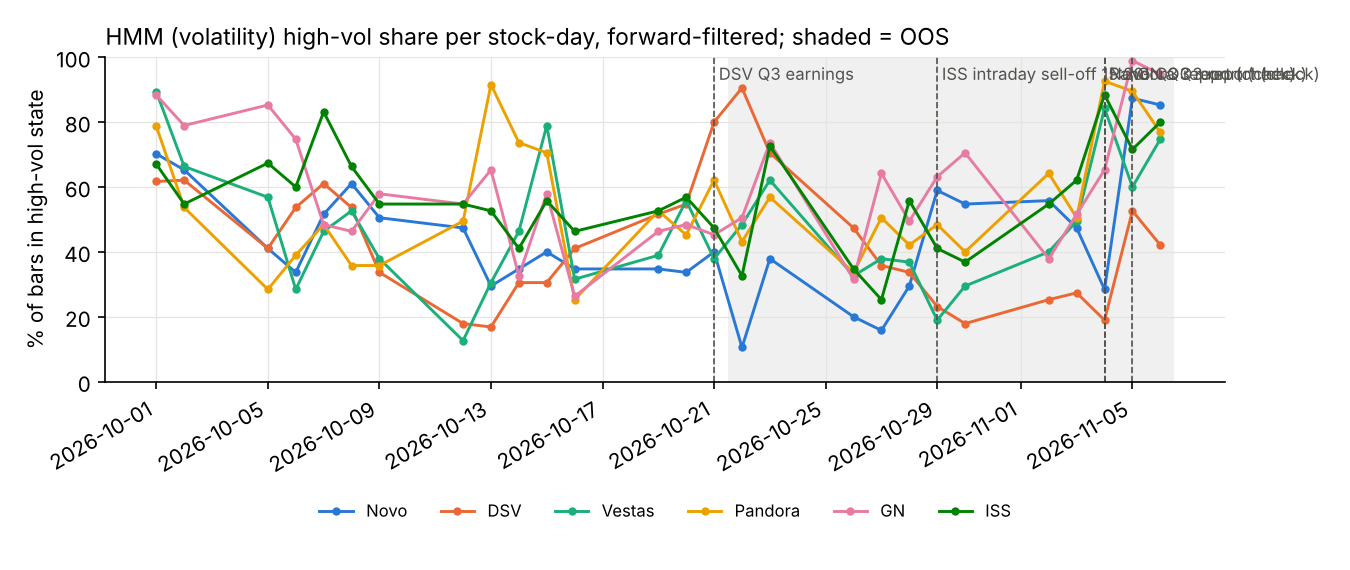 HMM (volatility) high-vol share per stock-day, forward-filtered; shaded = OOS
% of bars in high-vol state
100
80
60
40
20
0
DSV Q3 earnings
ISS intraday sell-off
2026-10-01
2026-10-05
2026-10-09
2026-10-13
2026-10-17
2026-10-21
2026-10-25
2026-10-29
2026-11-01
2026-11-05
Novo
DSV
Vestas
Pandora
GN
ISS